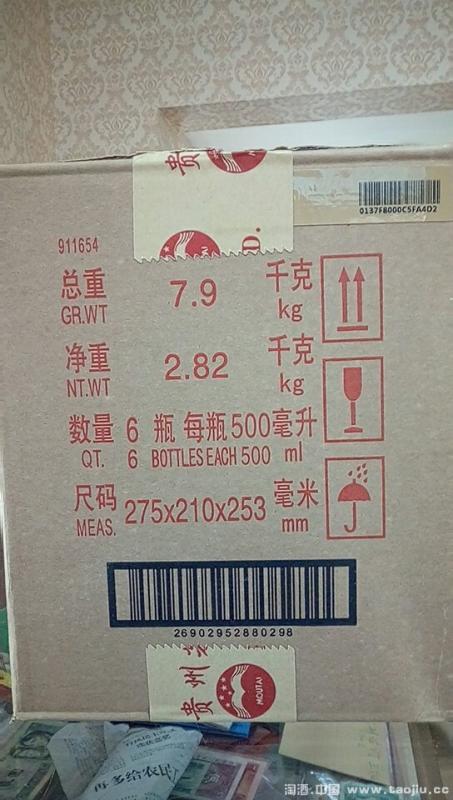 贵
D.
0137FB000C5FA4D2
911654
总重 7.9 千克
GR.WT kg
净重 2.82 千克
NT.WT kg
数量 6 瓶 每瓶 500 毫升
QT. 6 BOTTLES EACH 500 ml
尺码 275x210x253 毫米
MEAS. mm
26902952880298
贵州
MOUTAI
淘酒.中国 www.taojiu.cc